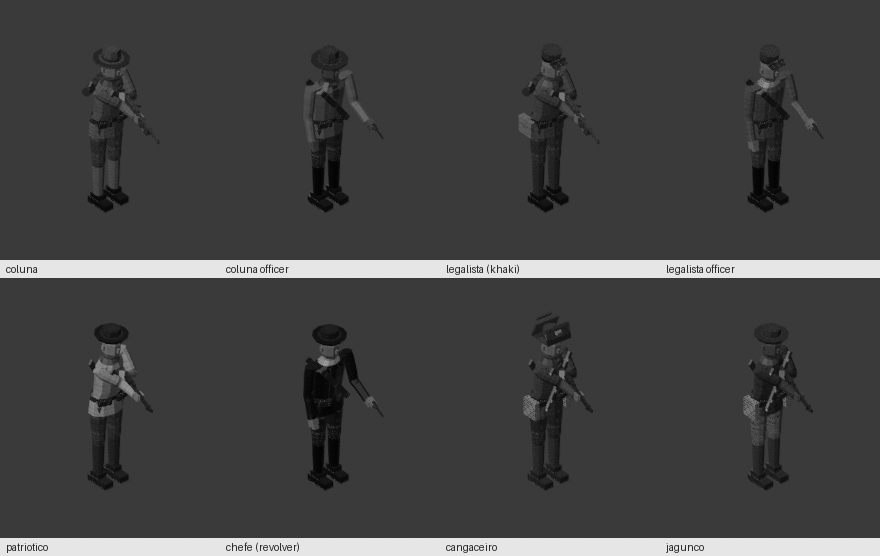 coluna
coluna officer
legalista (khaki)
legalista officer
patriotico
chefe (revolver)
cangaceiro
jagunco